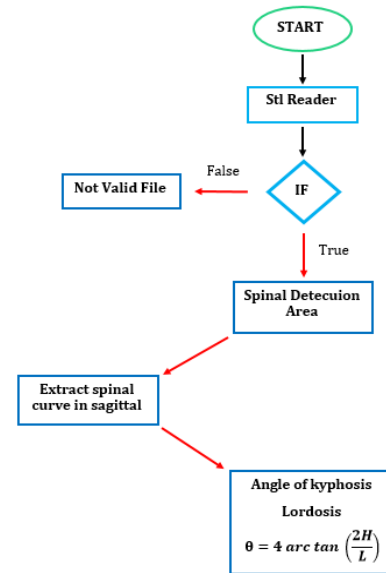 START
Stl Reader
IF
False
Not Valid File
True
Spinal Detecuion
Area
Extract spinal
curve in sagittal
Angle of kyphosis
Lordosis
θ = 4 arc tan (2H/L)